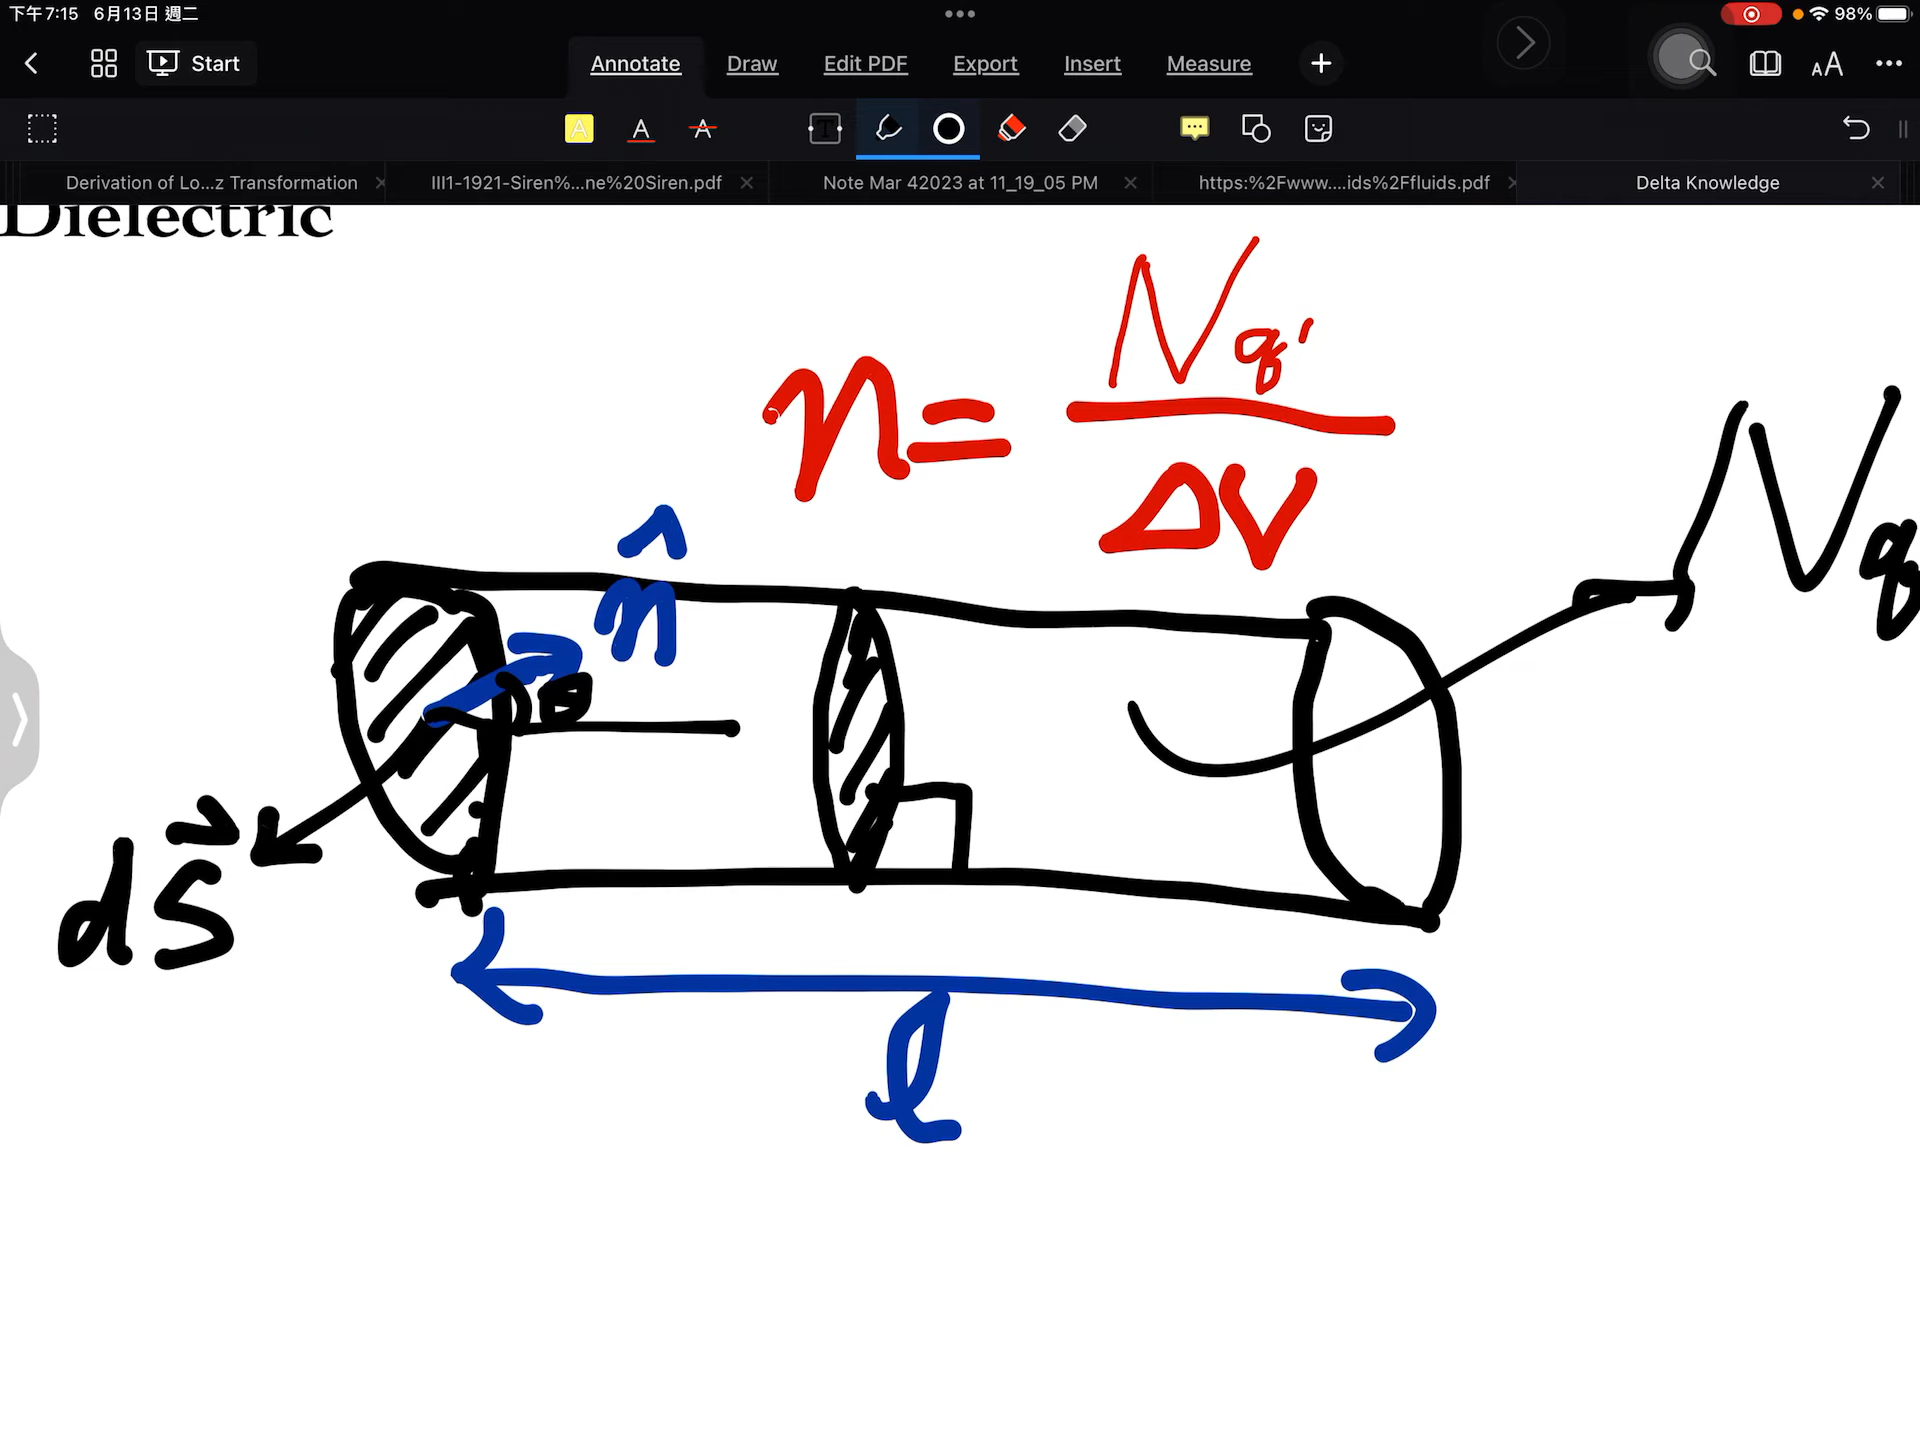 下午7:15 6月13日 週二
98%
Start
Annotate Draw Edit PDF Export Insert Measure
AA
A A A T
Derivation of Lo...z Transformation
III1-1921-Siren%...ne%20Siren.pdf
Note Mar 42023 at 11_19_05 PM
https:%2Fwww....ids%2Ffluids.pdf
Delta Knowledge
Dielectric
n = Nq' / ΔV
Nq
n̂
θ
dS⃗
ℓ